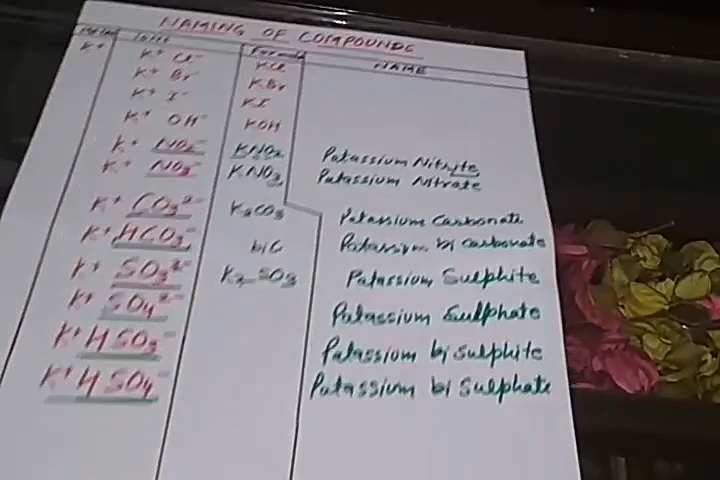 NAMING OF COMPOUNDS
Metal Ions Formula NAME
K⁺ K⁺ Cl⁻ KCl
K⁺ Br⁻ KBr
K⁺ I⁻ KI
K⁺ OH⁻ KOH
K⁺ NO₂⁻ KNO₂ Potassium Nitryte
K⁺ NO₃⁻ KNO₃ Potassium Nitrate
K⁺ CO₃²⁻ K₂CO₃ Potassium Carbonate
K⁺ HCO₃⁻ bic Potassium bi carbonate
K⁺ SO₃²⁻ K₂SO₃ Potassium Sulphite
K⁺ SO₄²⁻ Potassium Sulphate
K⁺ HSO₃⁻ Potassium bi sulphite
K⁺ HSO₄⁻ Potassium bi Sulphate